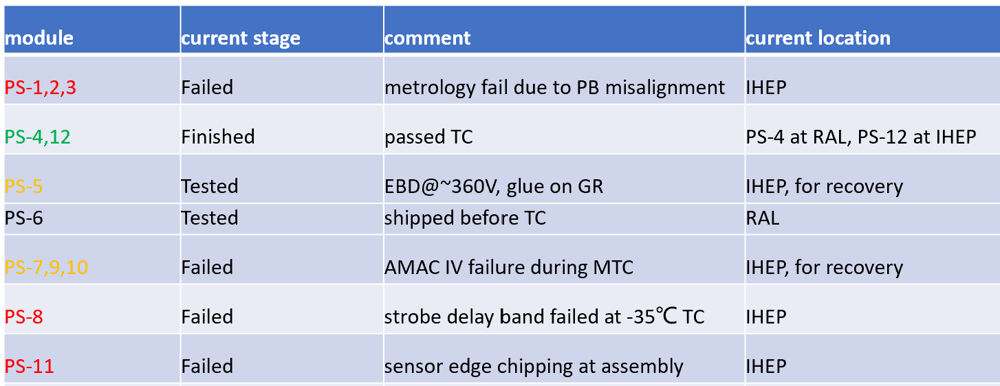 module current stage comment current location
PS-1,2,3 Failed metrology fail due to PB misalignment IHEP
PS-4,12 Finished passed TC PS-4 at RAL, PS-12 at IHEP
PS-5 Tested EBD@~360V, glue on GR IHEP, for recovery
PS-6 Tested shipped before TC RAL
PS-7,9,10 Failed AMAC IV failure during MTC IHEP, for recovery
PS-8 Failed strobe delay band failed at -35℃ TC IHEP
PS-11 Failed sensor edge chipping at assembly IHEP